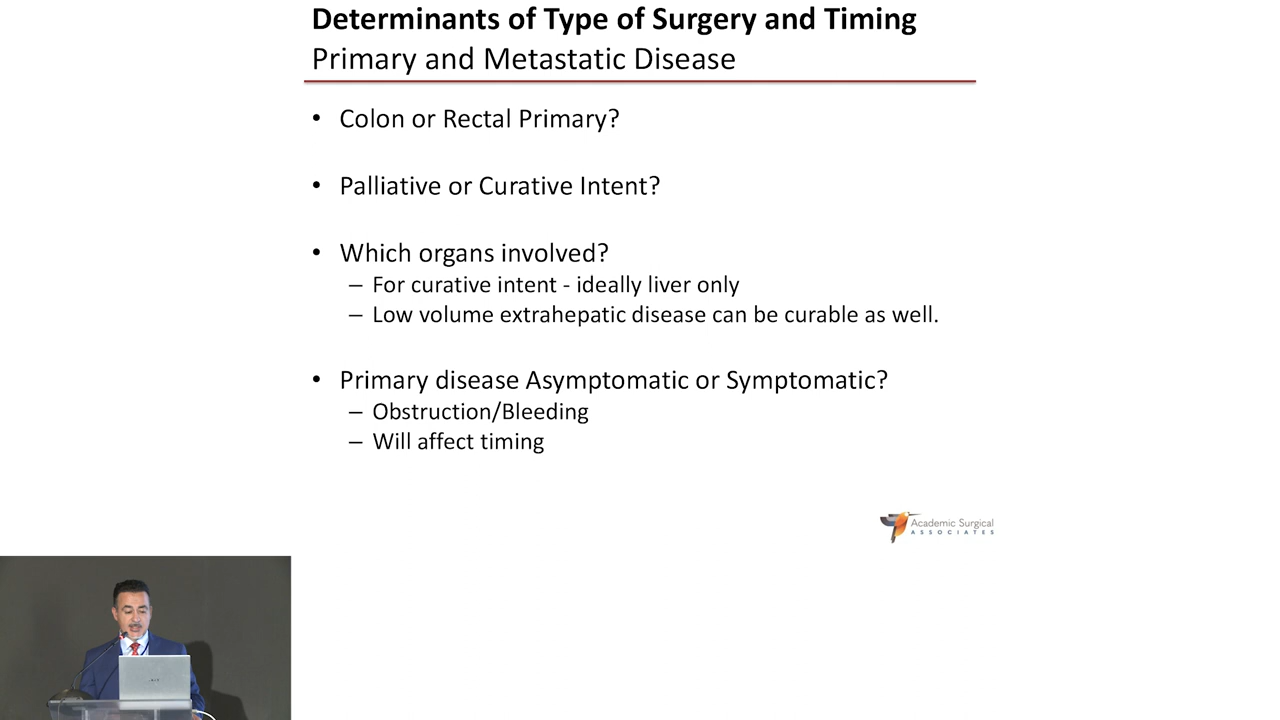 Determinants of Type of Surgery and Timing
Primary and Metastatic Disease
• Colon or Rectal Primary?
• Palliative or Curative Intent?
• Which organs involved?
– For curative intent - ideally liver only
– Low volume extrahepatic disease can be curable as well.
• Primary disease Asymptomatic or Symptomatic?
– Obstruction/Bleeding
– Will affect timing
Academic Surgical
ASSOCIATES